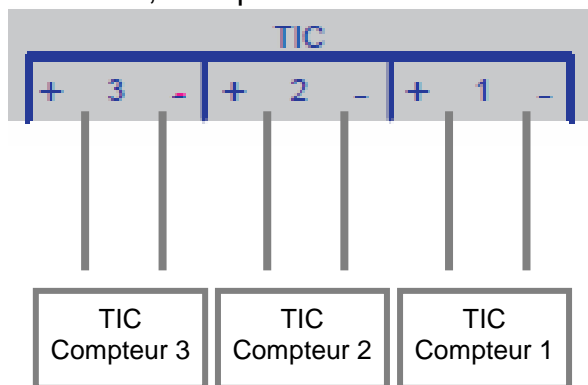 TIC
+ 3 - + 2 - + 1 -
TIC
Compteur 3
TIC
Compteur 2
TIC
Compteur 1